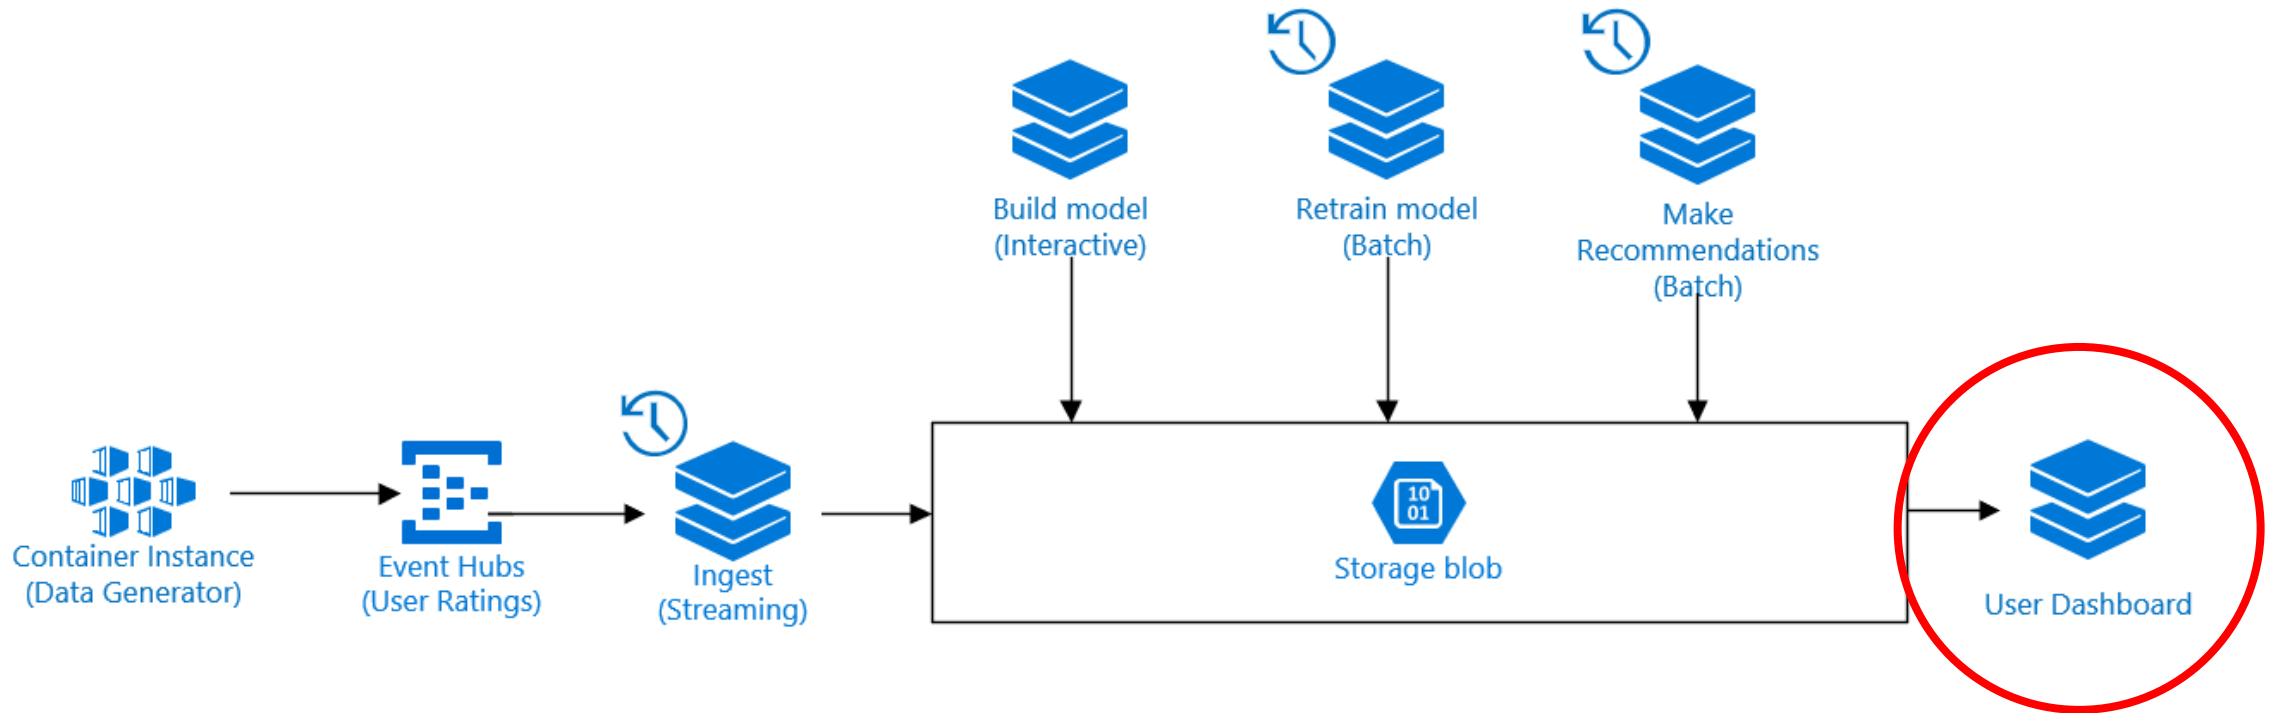 Build model
(Interactive)
Retrain model
(Batch)
Make
Recommendations
(Batch)
Container Instance
(Data Generator)
Event Hubs
(User Ratings)
Ingest
(Streaming)
10
01
Storage blob
User Dashboard